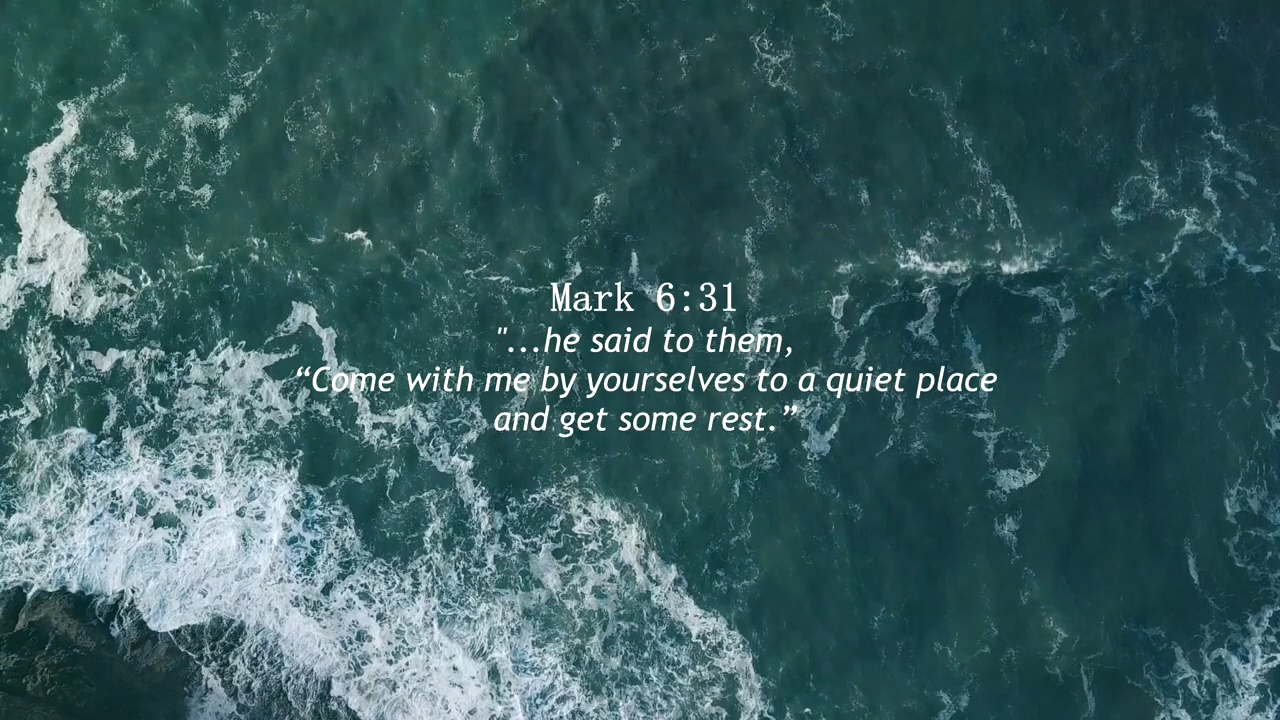 Mark 6:31
"...he said to them,
“Come with me by yourselves to a quiet place
and get some rest.”